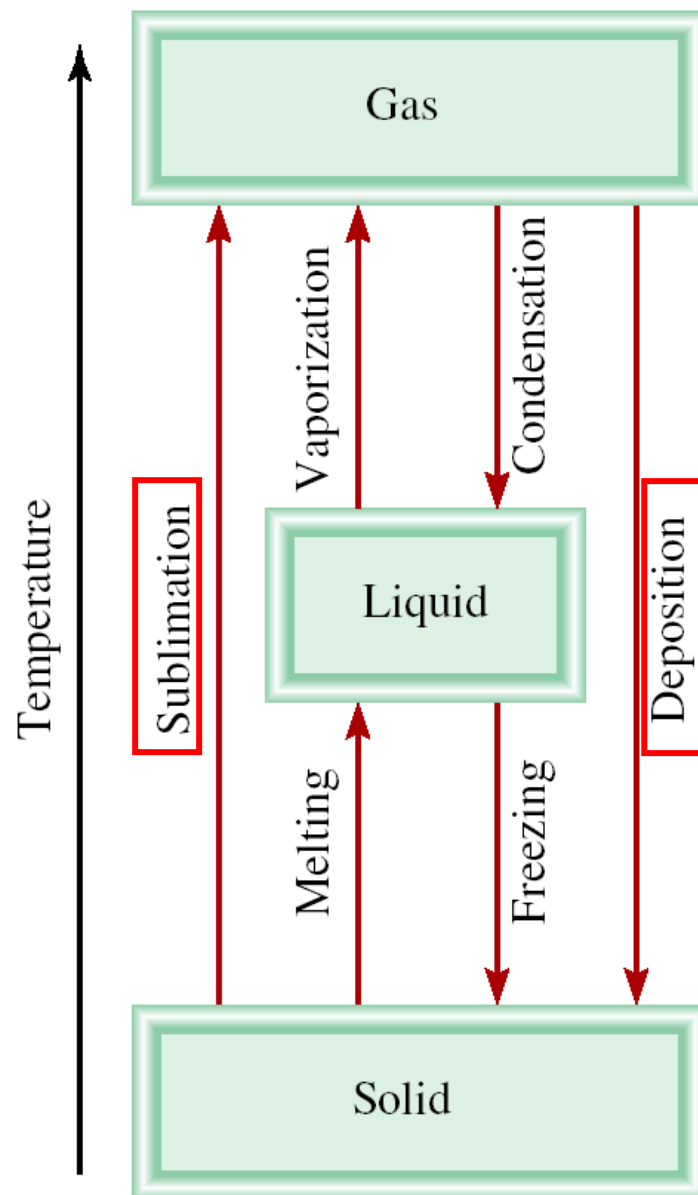 Gas
Temperature
Sublimation
Vaporization
Condensation
Deposition
Liquid
Melting
Freezing
Solid